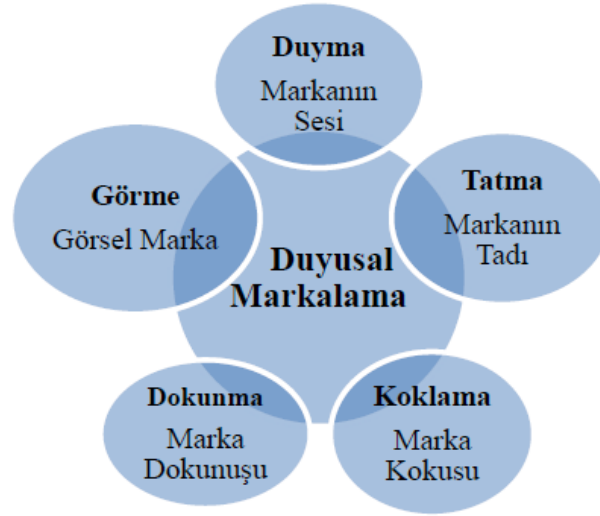 Duyma
Markanın
Sesi
Görme
Görsel Marka
Tatma
Markanın
Tadı
Duyusal
Markalama
Dokunma
Marka
Dokunuşu
Koklama
Marka
Kokusu